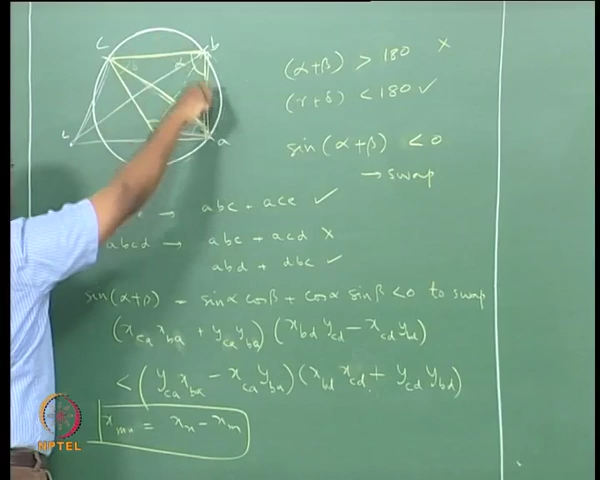 c b
α
a
(α+β) > 180 ×
(γ+δ) < 180 ✓
sin(α+β) < 0
→ swap
→ abc + ace ✓
abcd → abc + acd ×
abd + dbc ✓
sin(α+β) = sinα cosβ + cosα sinβ < 0 to swap
(x_ca x_ba + y_ca y_ba) (x_bd y_cd − x_cd y_bd)
< (y_ca x_ba − x_ca y_ba) (x_bd x_cd + y_cd y_bd)
x_mn = x_n − x_m
NPTEL